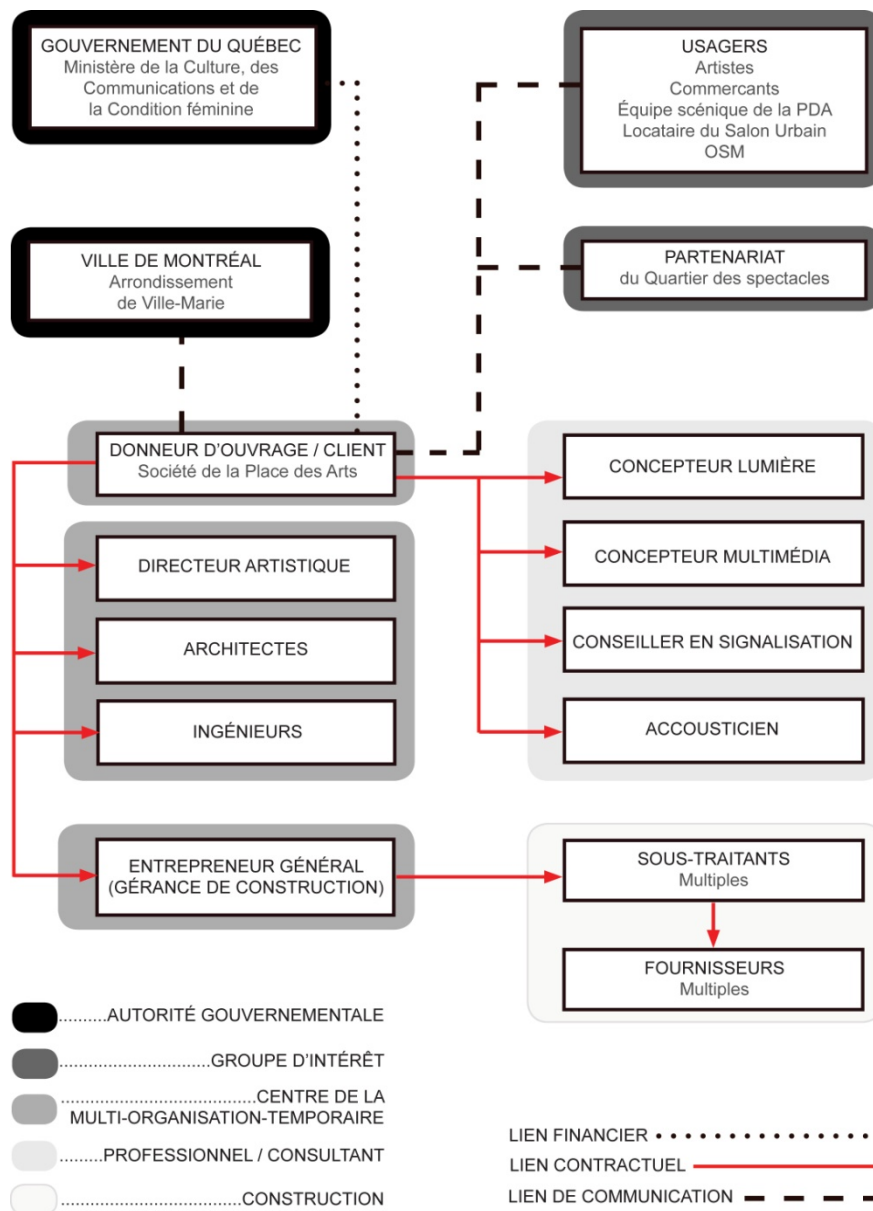 GOUVERNEMENT DU QUÉBEC
Ministère de la Culture, des
Communications et de
la Condition féminine
USAGERS
Artistes
Commercants
Équipe scénique de la PDA
Locataire du Salon Urbain
OSM
VILLE DE MONTRÉAL
Arrondissement
de Ville-Marie
PARTENARIAT
du Quartier des spectacles
DONNEUR D'OUVRAGE / CLIENT
Société de la Place des Arts
DIRECTEUR ARTISTIQUE
ARCHITECTES
INGÉNIEURS
CONCEPTEUR LUMIÈRE
CONCEPTEUR MULTIMÉDIA
CONSEILLER EN SIGNALISATION
ACCOUSTICIEN
ENTREPRENEUR GÉNÉRAL
(GÉRANCE DE CONSTRUCTION)
SOUS-TRAITANTS
Multiples
FOURNISSEURS
Multiples
AUTORITÉ GOUVERNEMENTALE
GROUPE D'INTÉRÊT
CENTRE DE LA
MULTI-ORGANISATION-TEMPORAIRE
PROFESSIONNEL / CONSULTANT
CONSTRUCTION
LIEN FINANCIER
LIEN CONTRACTUEL
LIEN DE COMMUNICATION